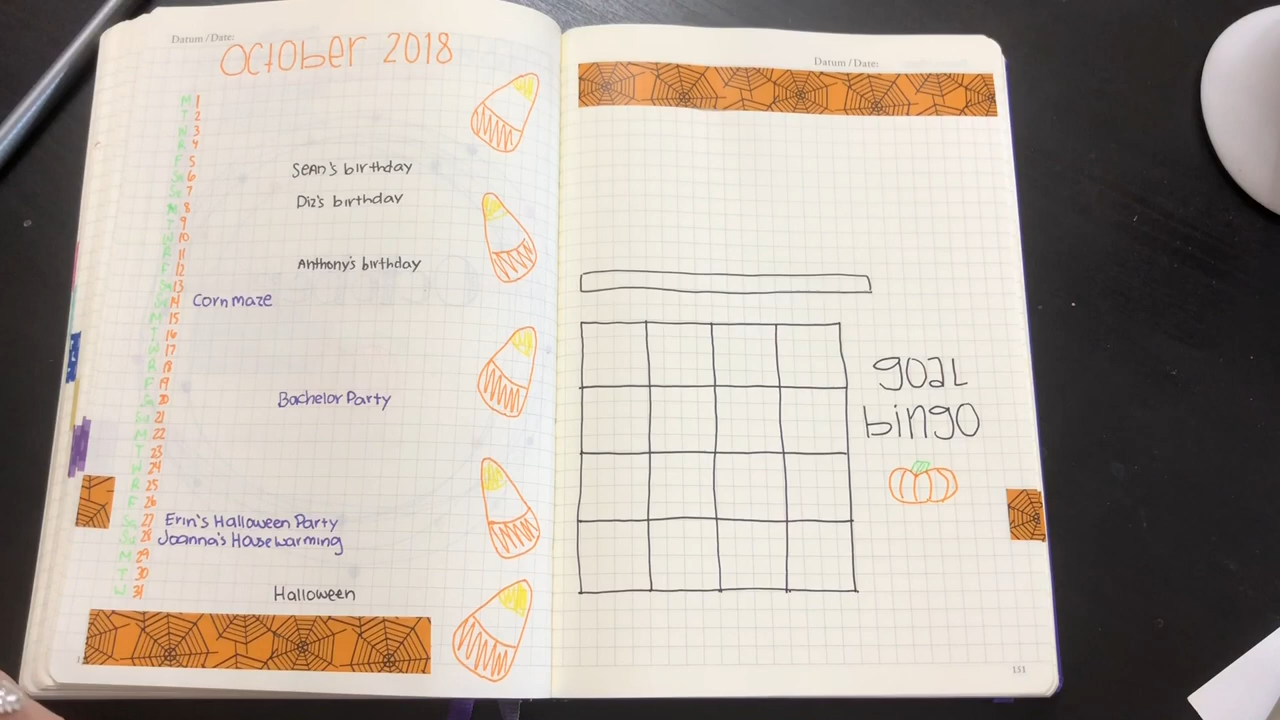 Datum / Date:
October 2018
M 1
T 2
W 3
R 4
F 5
Sa 6 Sean's birthday
Su 7
M 8 Diz's birthday
T 9
W 10
R 11
F 12 Anthony's birthday
Sa 13
Su 14 Corn maze
M 15
T 16
W 17
R 18
F 19
Sa 20 Bachelor Party
Su 21
M 22
T 23
W 24
R 25
F 26
Sa 27 Erin's Halloween Party
Su 28 Joanna's Housewarming
M 29
T 30
W 31 Halloween
Datum / Date:
goal
bingo
151